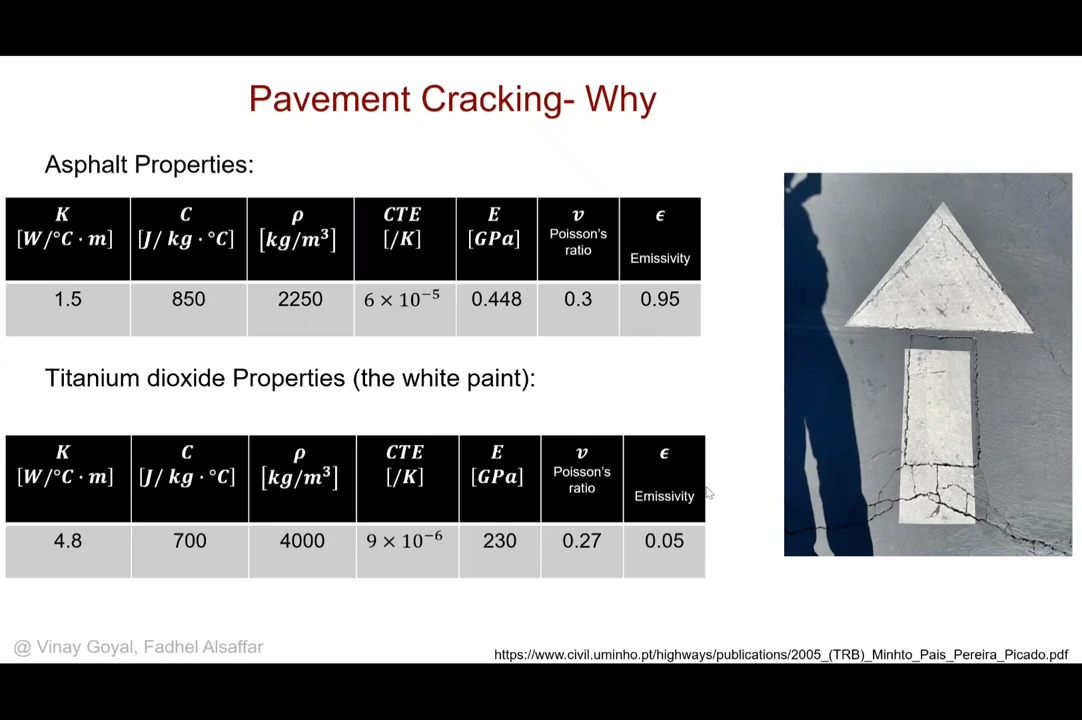 Pavement Cracking- Why
Asphalt Properties:
K C ρ CTE E υ ϵ
[W/°C · m] [J/ kg · °C] [kg/m³] [/K] [GPa] Poisson's ratio Emissivity
1.5 850 2250 6 × 10⁻⁵ 0.448 0.3 0.95
Titanium dioxide Properties (the white paint):
K C ρ CTE E υ ϵ
[W/°C · m] [J/ kg · °C] [kg/m³] [/K] [GPa] Poisson's ratio Emissivity
4.8 700 4000 9 × 10⁻⁶ 230 0.27 0.05
@ Vinay Goyal, Fadhel Alsaffar
https://www.civil.uminho.pt/highways/publications/2005_(TRB)_Minhto_Pais_Pereira_Picado.pdf